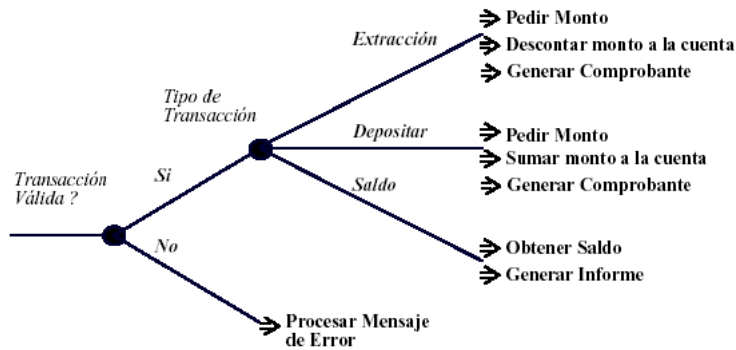 Extracción
Pedir Monto
Descontar monto a la cuenta
Generar Comprobante
Tipo de
Transacción
Depositar
Pedir Monto
Sumar monto a la cuenta
Generar Comprobante
Transacción
Válida ?
Si
Saldo
No
Obtener Saldo
Generar Informe
Procesar Mensaje
de Error